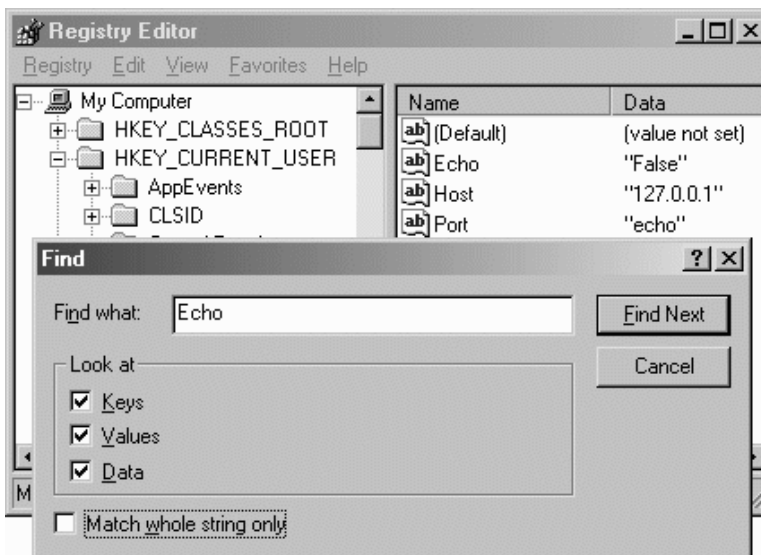 Registry Editor
Registry Edit View Favorites Help
My Computer
HKEY_CLASSES_ROOT
HKEY_CURRENT_USER
AppEvents
CLSID
Name Data
(Default) (value not set)
Echo "False"
Host "127.0.0.1"
Port "echo"
Find
Find what: Echo
Find Next
Cancel
Look at
Keys
Values
Data
Match whole string only
M